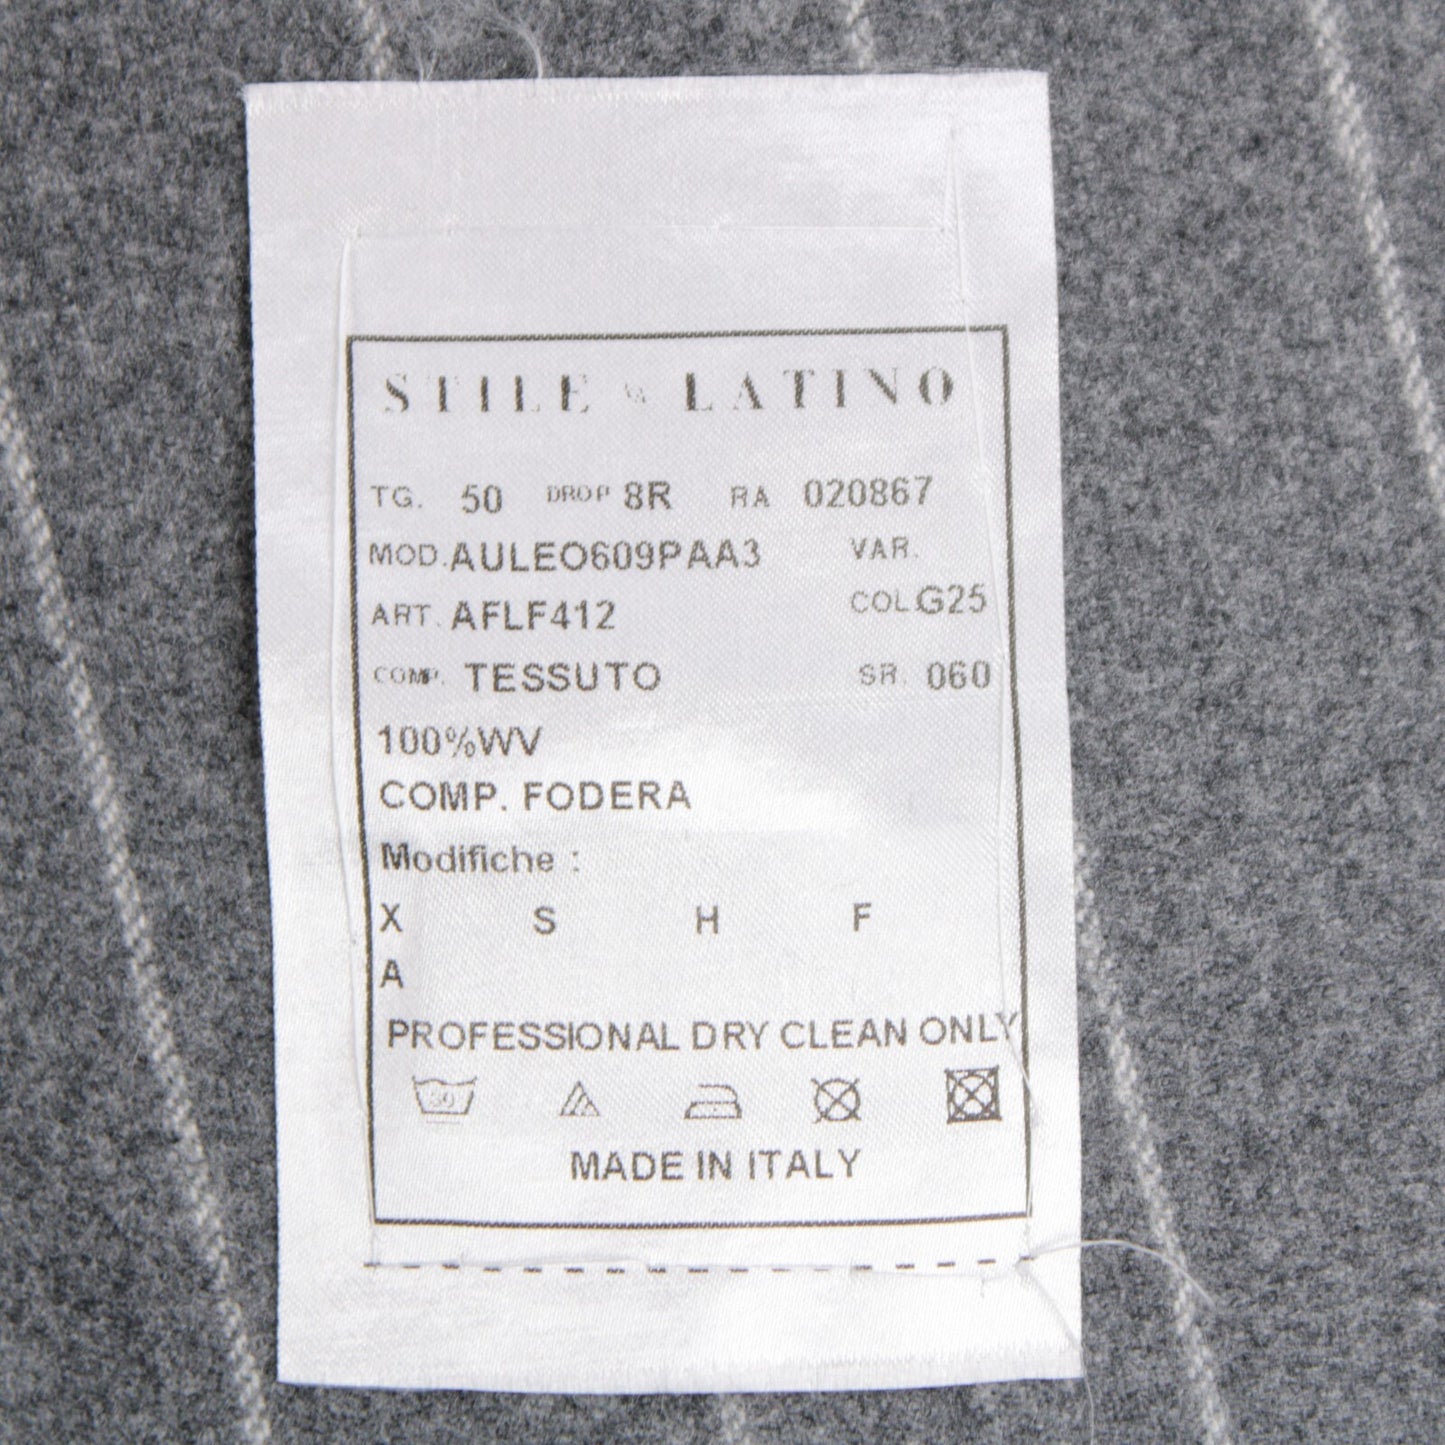 STILE LATINO
TG. 50 DROP 8R RA 020867
MOD.AULEO609PAA3 VAR.
ART. AFLF412 COL.G25
COMP. TESSUTO SR. 060
100%WV
COMP. FODERA
Modifiche :
X S H F
A
PROFESSIONAL DRY CLEAN ONLY
30
MADE IN ITALY